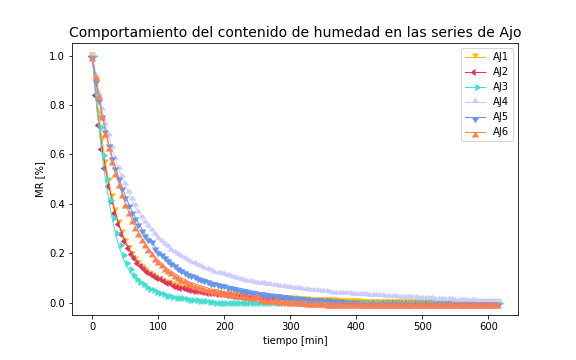 Comportamiento del contenido de humedad en las series de Ajo
1.0
0.8
0.6
0.4
0.2
0.0
MR [%]
0 100 200 300 400 500 600
tiempo [min]
AJ1
AJ2
AJ3
AJ4
AJ5
AJ6